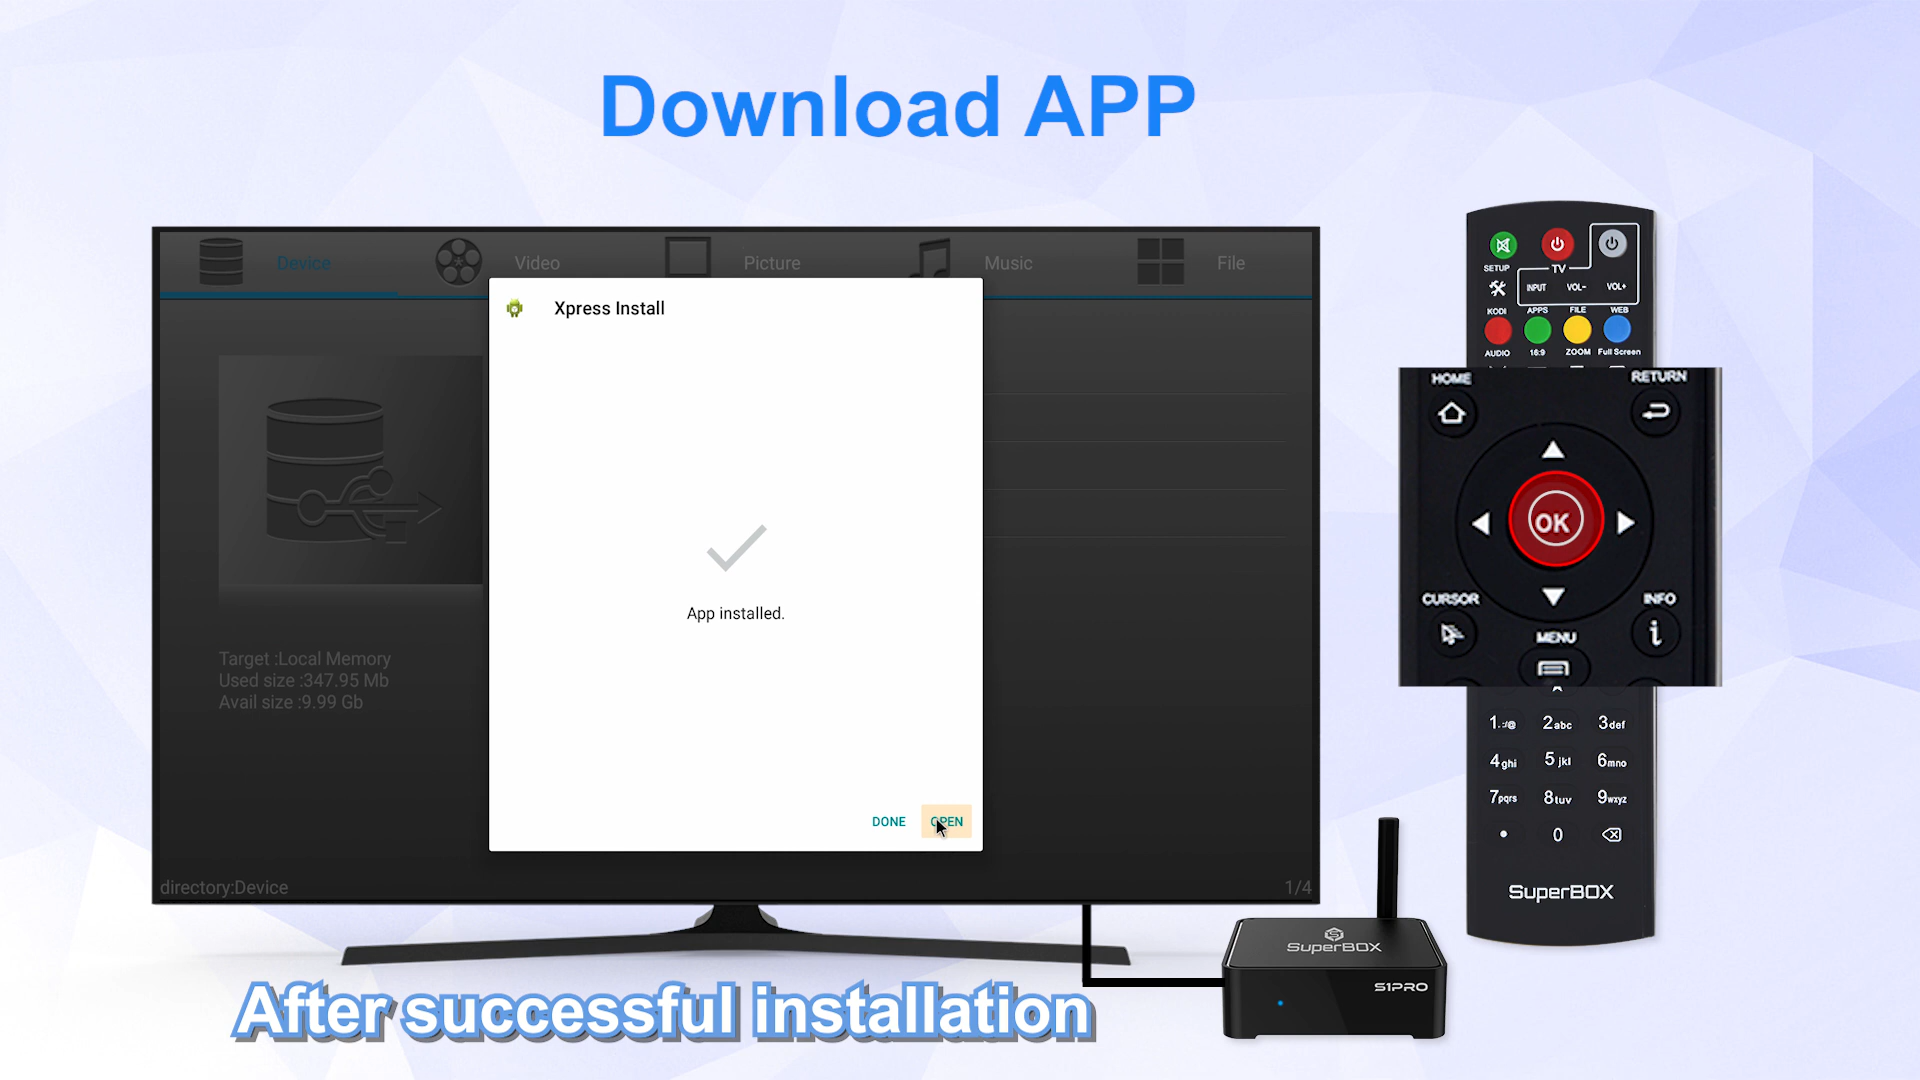 Download APP
Device
Video
Picture
Music
File
Xpress Install
App installed.
Target :Local Memory
Used size :347.95 Mb
Avail size :9.99 Gb
DONE
OPEN
directory:Device
1/4
SETUP
TV
INPUT
VOL-
VOL+
KODI
APPS
FILE
WEB
AUDIO
16:9
ZOOM
Full Screen
HOME
RETURN
OK
CURSOR
INFO
i
MENU
1.:/@
2abc
3def
4ghi
5jkl
6mno
7pqrs
8tuv
9wxyz
0
SuperBOX
SuperBOX
S1PRO
After successful installation